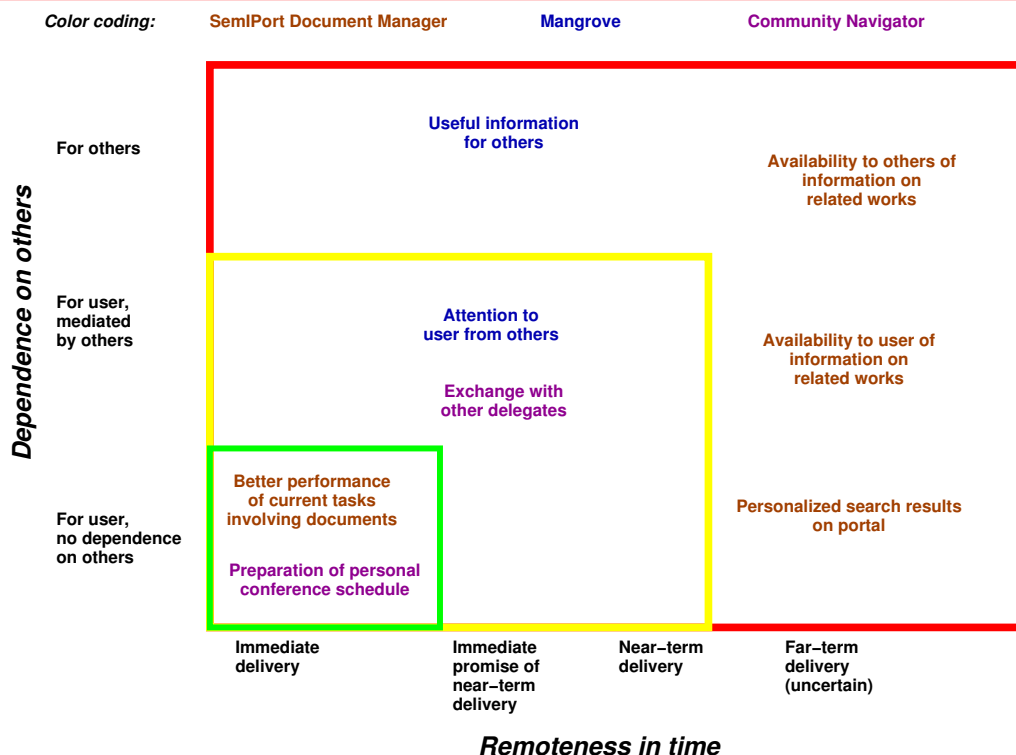 Color coding: SemIPort Document Manager Mangrove Community Navigator
Dependence on others
For others
Useful information
for others
Availability to others of
information on
related works
For user,
mediated
by others
Attention to
user from others
Exchange with
other delegates
Availability to user of
information on
related works
For user,
no dependence
on others
Better performance
of current tasks
involving documents
Preparation of personal
conference schedule
Personalized search results
on portal
Immediate
delivery
Immediate
promise of
near−term
delivery
Near−term
delivery
Far−term
delivery
(uncertain)
Remoteness in time